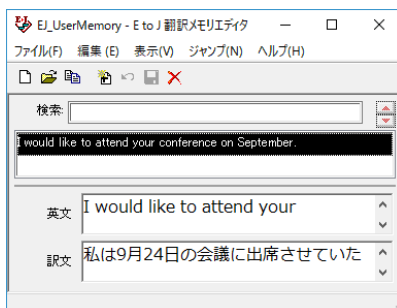 EJ_UserMemory - E to J 翻訳メモリエディタ
ファイル(F) 編集 (E) 表示(V) ジャンプ(N) ヘルプ(H)
検索:
I would like to attend your conference on September.
英文 I would like to attend your
訳文 私は9月24日の会議に出席させていた